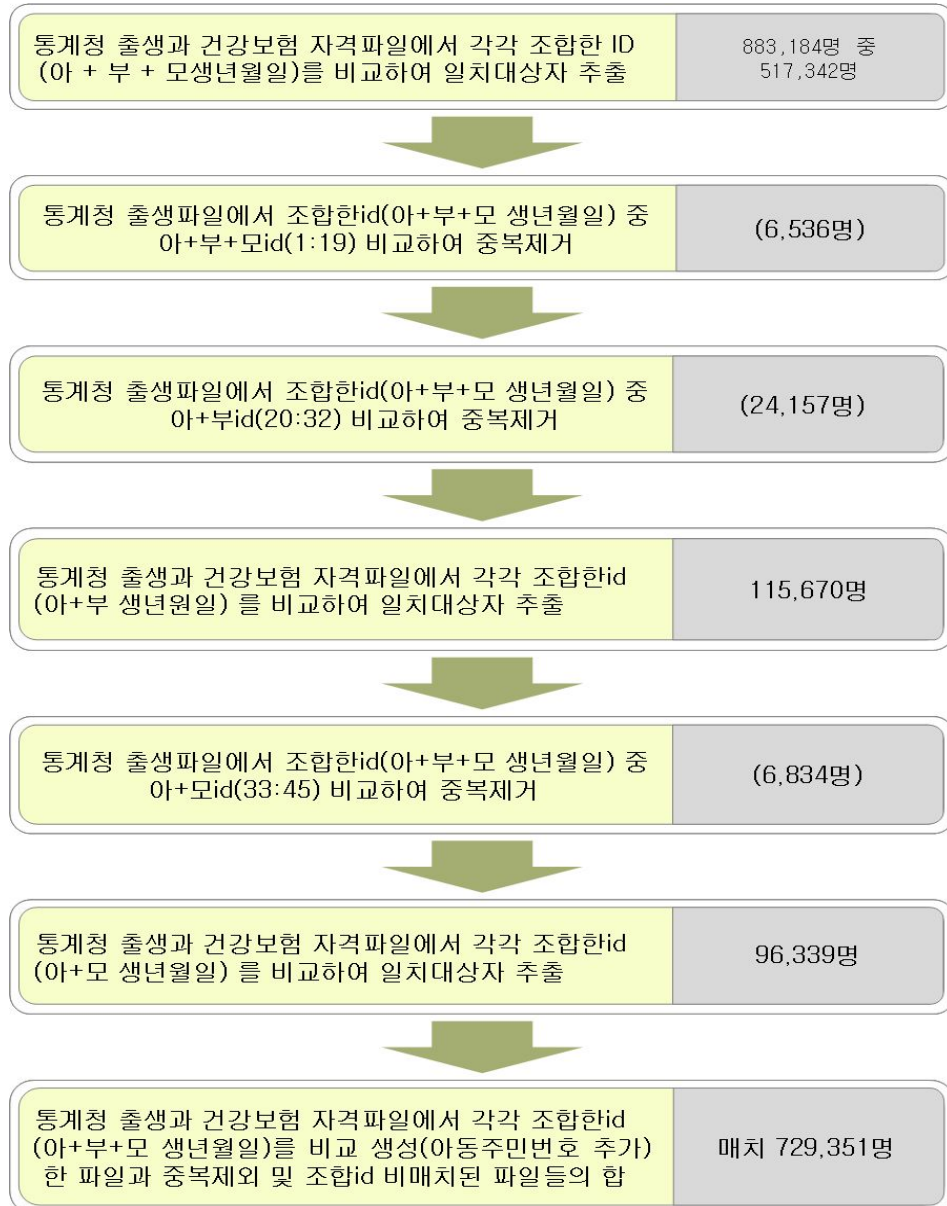 통계청 출생과 건강보험 자격파일에서 각각 조합한 ID
(아 + 부 + 모생년월일)를 비교하여 일치대상자 추출
883,184명 중
517,342명
통계청 출생파일에서 조합한id(아+부+모 생년월일) 중
아+부+모id(1:19) 비교하여 중복제거
(6,536명)
통계청 출생파일에서 조합한id(아+부+모 생년월일) 중
아+부id(20:32) 비교하여 중복제거
(24,157명)
통계청 출생과 건강보험 자격파일에서 각각 조합한id
(아+부 생년원일) 를 비교하여 일치대상자 추출
115,670명
통계청 출생파일에서 조합한id(아+부+모 생년월일) 중
아+모id(33:45) 비교하여 중복제거
(6,834명)
통계청 출생과 건강보험 자격파일에서 각각 조합한id
(아+모 생년월일) 를 비교하여 일치대상자 추출
96,339명
통계청 출생과 건강보험 자격파일에서 각각 조합한id
(아+부+모 생년월일)를 비교 생성(아동주민번호 추가)
한 파일과 중복제외 및 조합id 비매치된 파일들의 합
매치 729,351명